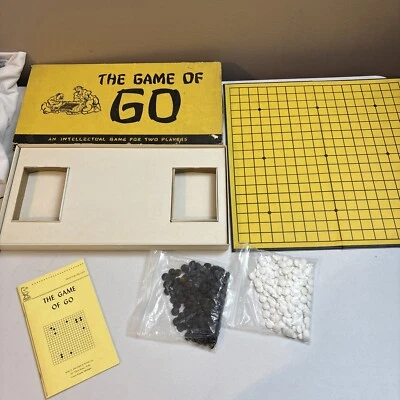 THE GAME OF
GO
AN INTELLECTUAL GAME FOR TWO PLAYERS
THE GAME
OF GO